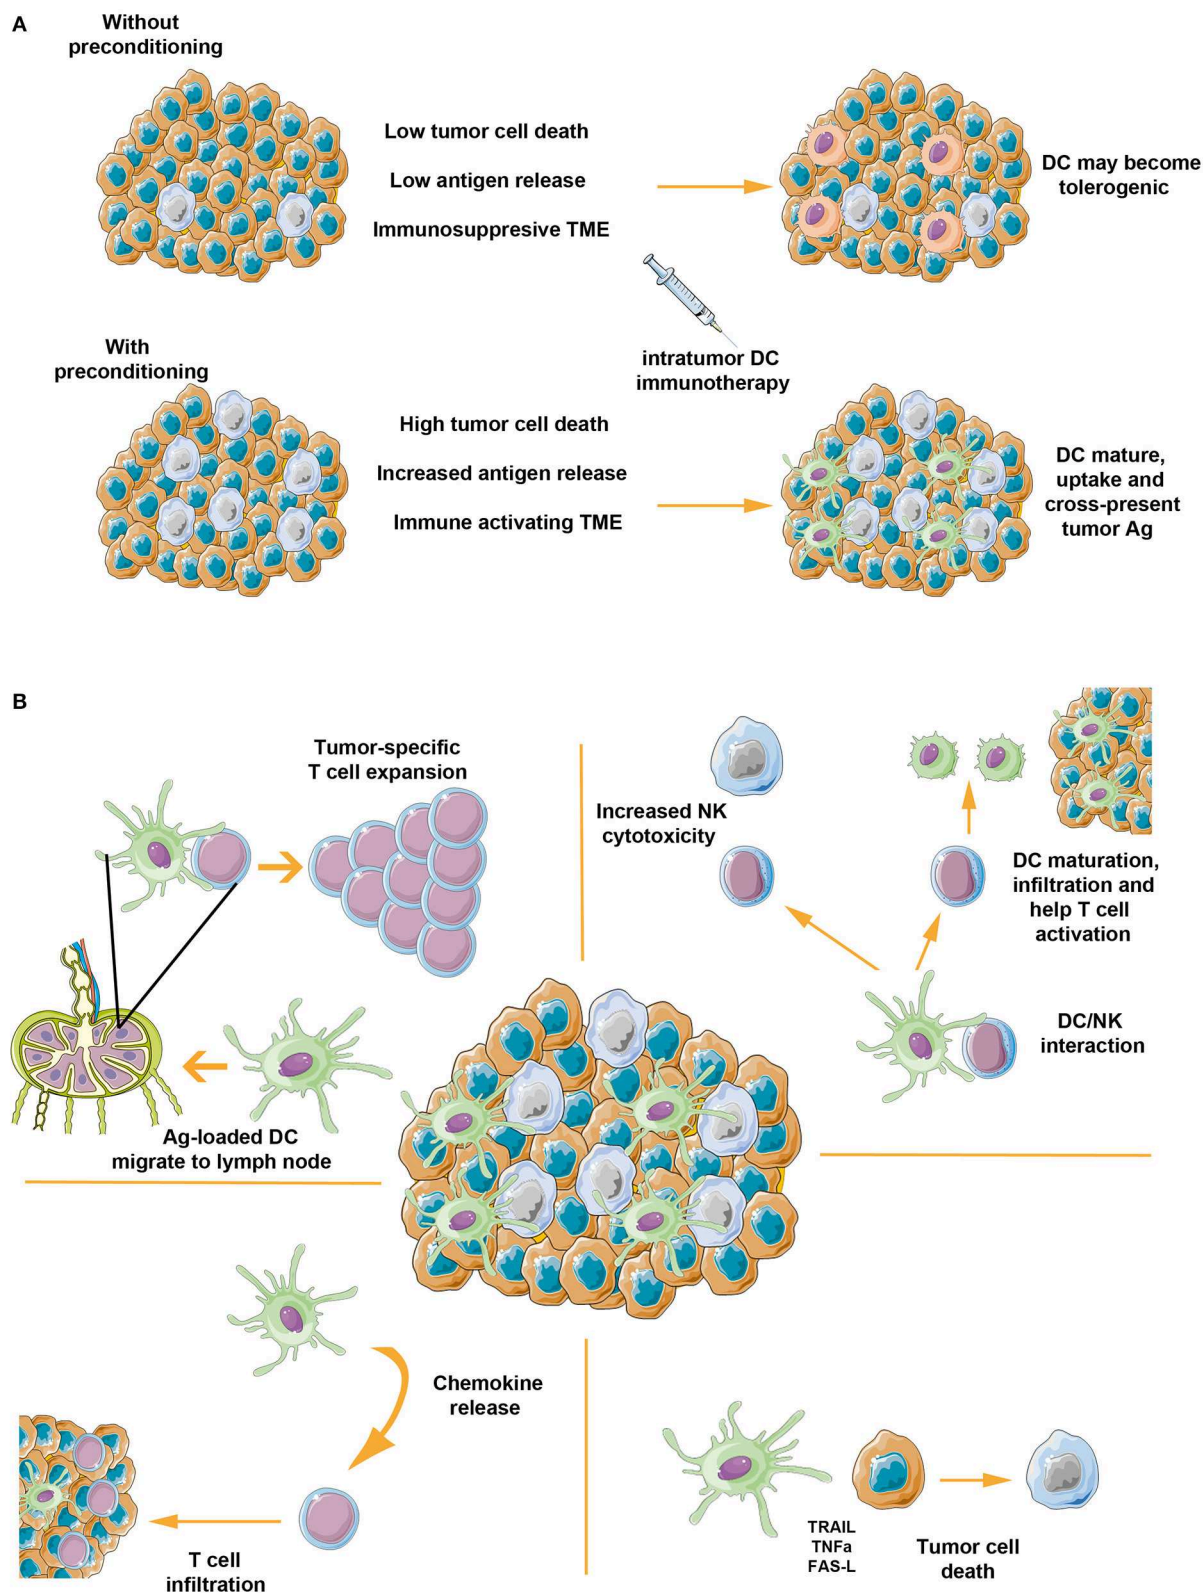 A
Without
preconditioning
Low tumor cell death
Low antigen release
Immunosuppresive TME
DC may become
tolerogenic
intratumor DC
immunotherapy
With
preconditioning
High tumor cell death
Increased antigen release
Immune activating TME
DC mature,
uptake and
cross-present
tumor Ag
B
Tumor-specific
T cell expansion
Ag-loaded DC
migrate to lymph node
Increased NK
cytotoxicity
DC maturation,
infiltration and
help T cell
activation
DC/NK
interaction
Chemokine
release
T cell
infiltration
TRAIL
TNFa
FAS-L
Tumor cell
death